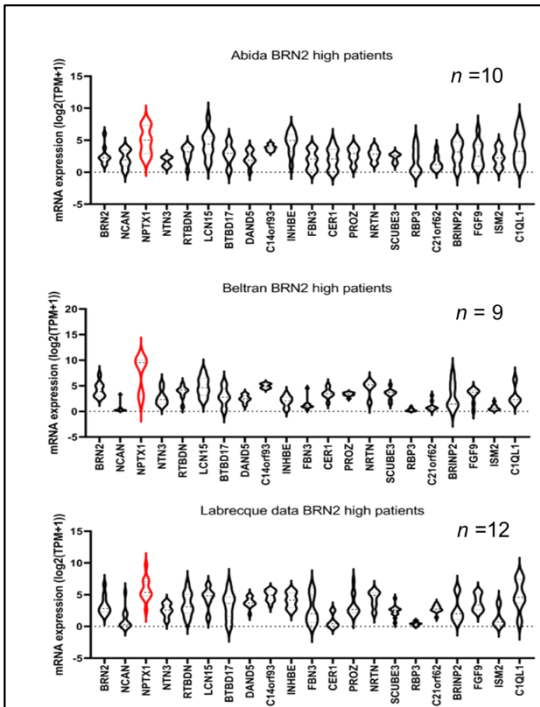 Abida BRN2 high patients
n =10
mRNA expression (log2(TPM+1))
15
10
5
0
-5
BRN2 NCAN NPTX1 NTN3 RTBDN LCN15 BTBD17 DAND5 C14orf93 INHBE FBN3 CER1 PROZ NRTN SCUBE3 RBP3 C21orf62 BRINP2 FGF9 ISM2 C1QL1
Beltran BRN2 high patients
n = 9
mRNA expression (log2(TPM+1))
20
15
10
5
0
-5
BRN2 NCAN NPTX1 NTN3 RTBDN LCN15 BTBD17 DAND5 C14orf93 INHBE FBN3 CER1 PROZ NRTN SCUBE3 RBP3 C21orf62 BRINP2 FGF9 ISM2 C1QL1
Labrecque data BRN2 high patients
n =12
mRNA expression (log2(TPM+1))
15
10
5
0
-5
BRN2 NCAN NPTX1 NTN3 RTBDN LCN15 BTBD17 DAND5 C14orf93 INHBE FBN3 CER1 PROZ NRTN SCUBE3 RBP3 C21orf62 BRINP2 FGF9 ISM2 C1QL1